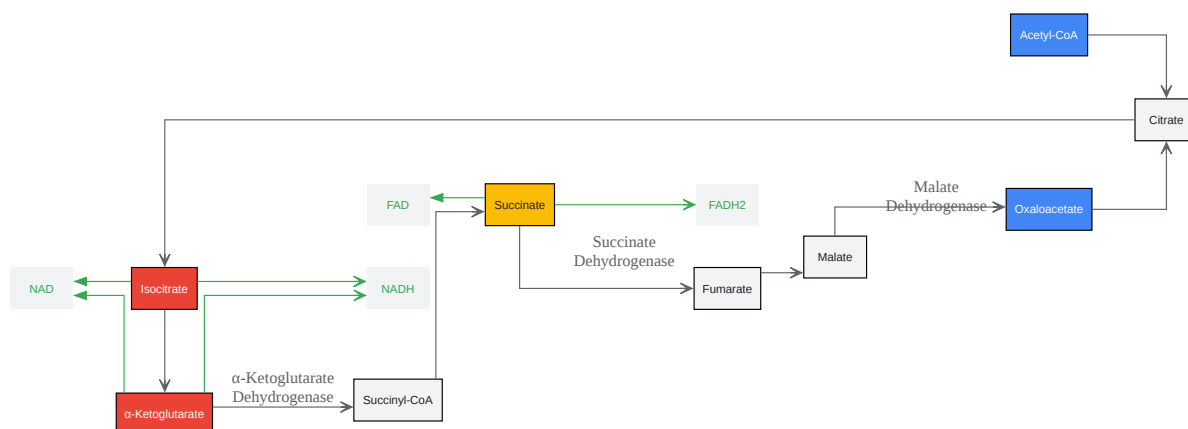 Acetyl-CoA
Citrate
Succinate
FAD
FADH2
Malate
Dehydrogenase
Oxaloacetate
Succinate
Dehydrogenase
Malate
NAD
Isocitrate
NADH
Fumarate
α-Ketoglutarate
Dehydrogenase
Succinyl-CoA
α-Ketoglutarate